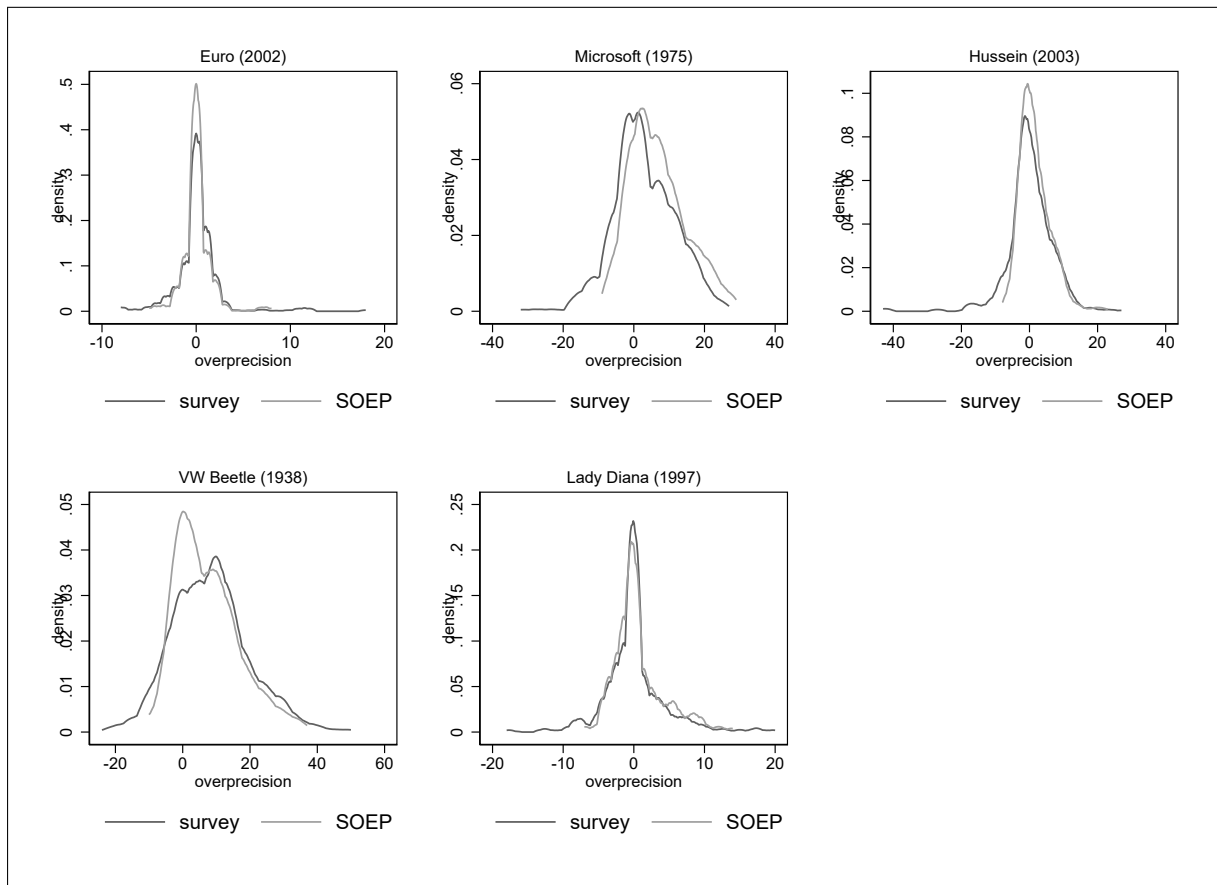 Euro (2002)
density
0 .1 .2 .3 .4 .5
-10 0 10 20
overprecision
survey SOEP
Microsoft (1975)
density
0 .02 .04 .06
-40 -20 0 20 40
overprecision
survey SOEP
Hussein (2003)
density
0 .02 .04 .06 .08 .1
-40 -20 0 20 40
overprecision
survey SOEP
VW Beetle (1938)
density
0 .01 .02 .03 .04 .05
-20 0 20 40 60
overprecision
survey SOEP
Lady Diana (1997)
density
0 .05 .1 .15 .2 .25
-20 -10 0 10 20
overprecision
survey SOEP